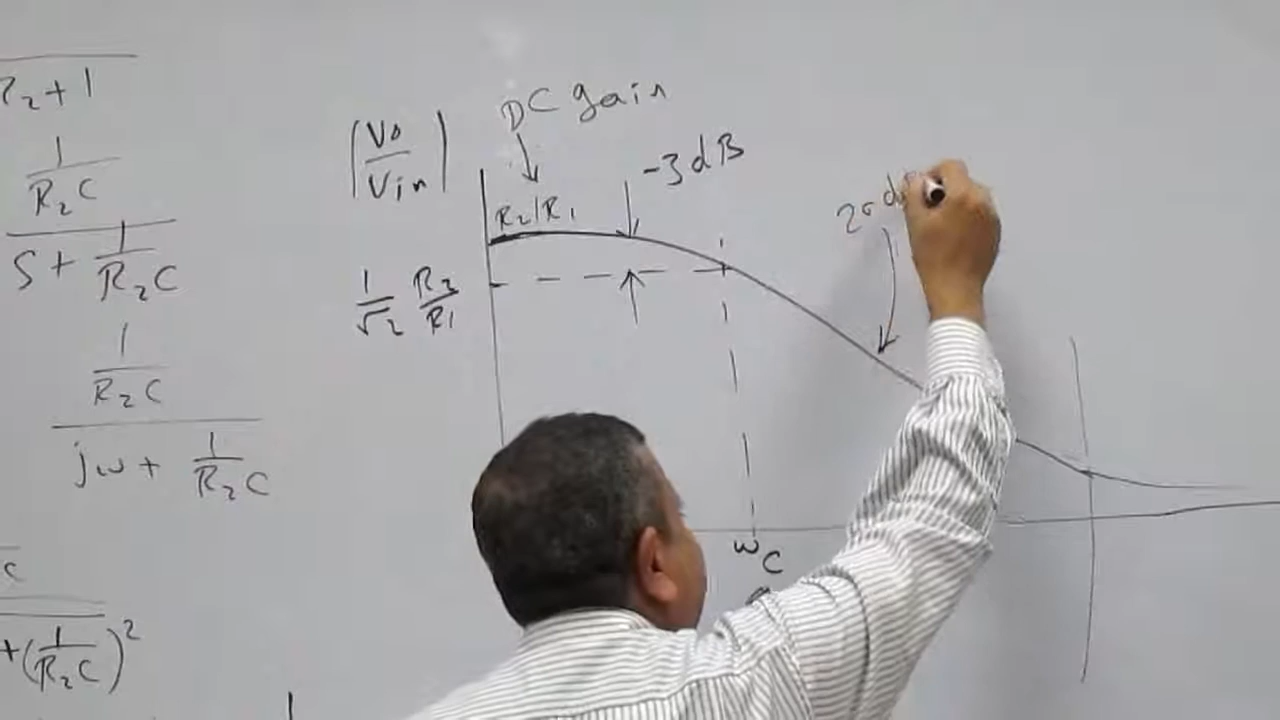 R₂+1
1
R₂C
S + 1
R₂C
1
R₂C
jω + 1
R₂C
c
+(1
R₂C)²
|Vo
Vin|
DC gain
-3dB
R₂/R₁
1
√2 R₂
R₁
20 d
ωc